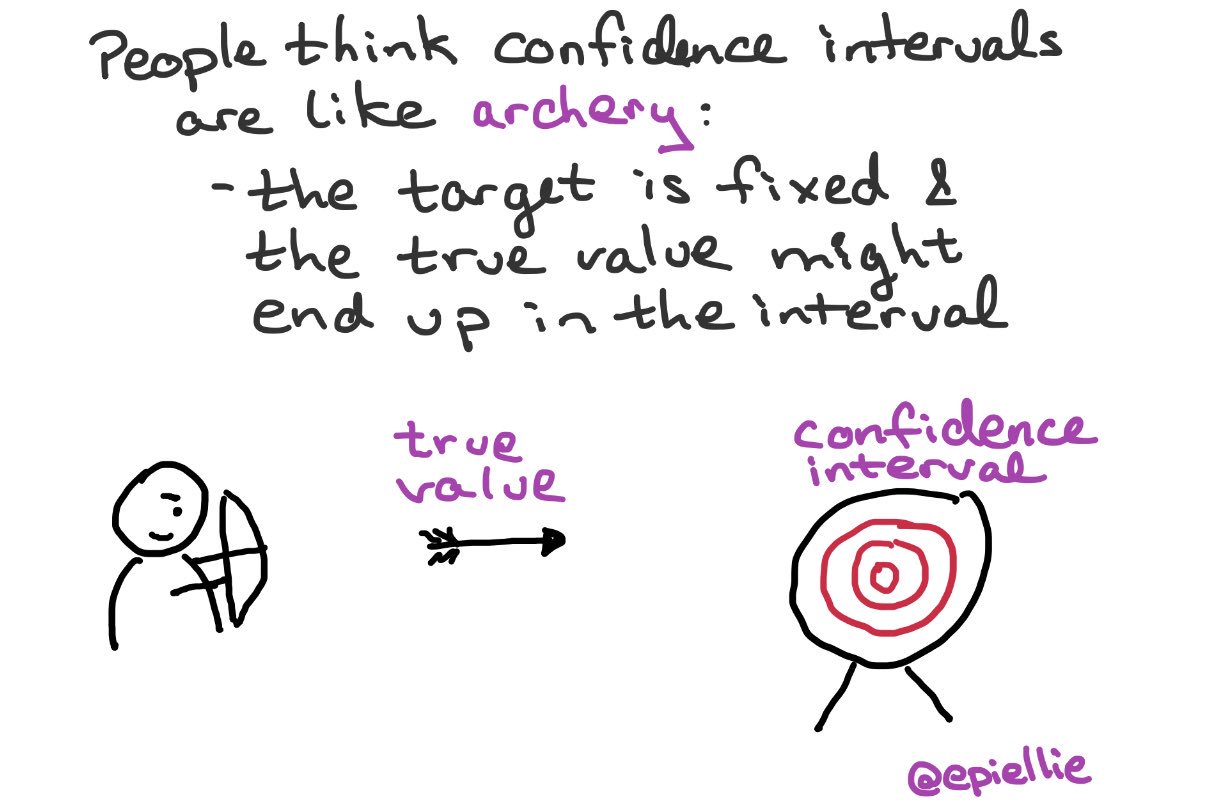 People think confidence intervals
are like archery:
- the target is fixed &
the true value might
end up in the interval
true
value
confidence
interval
@epiellie